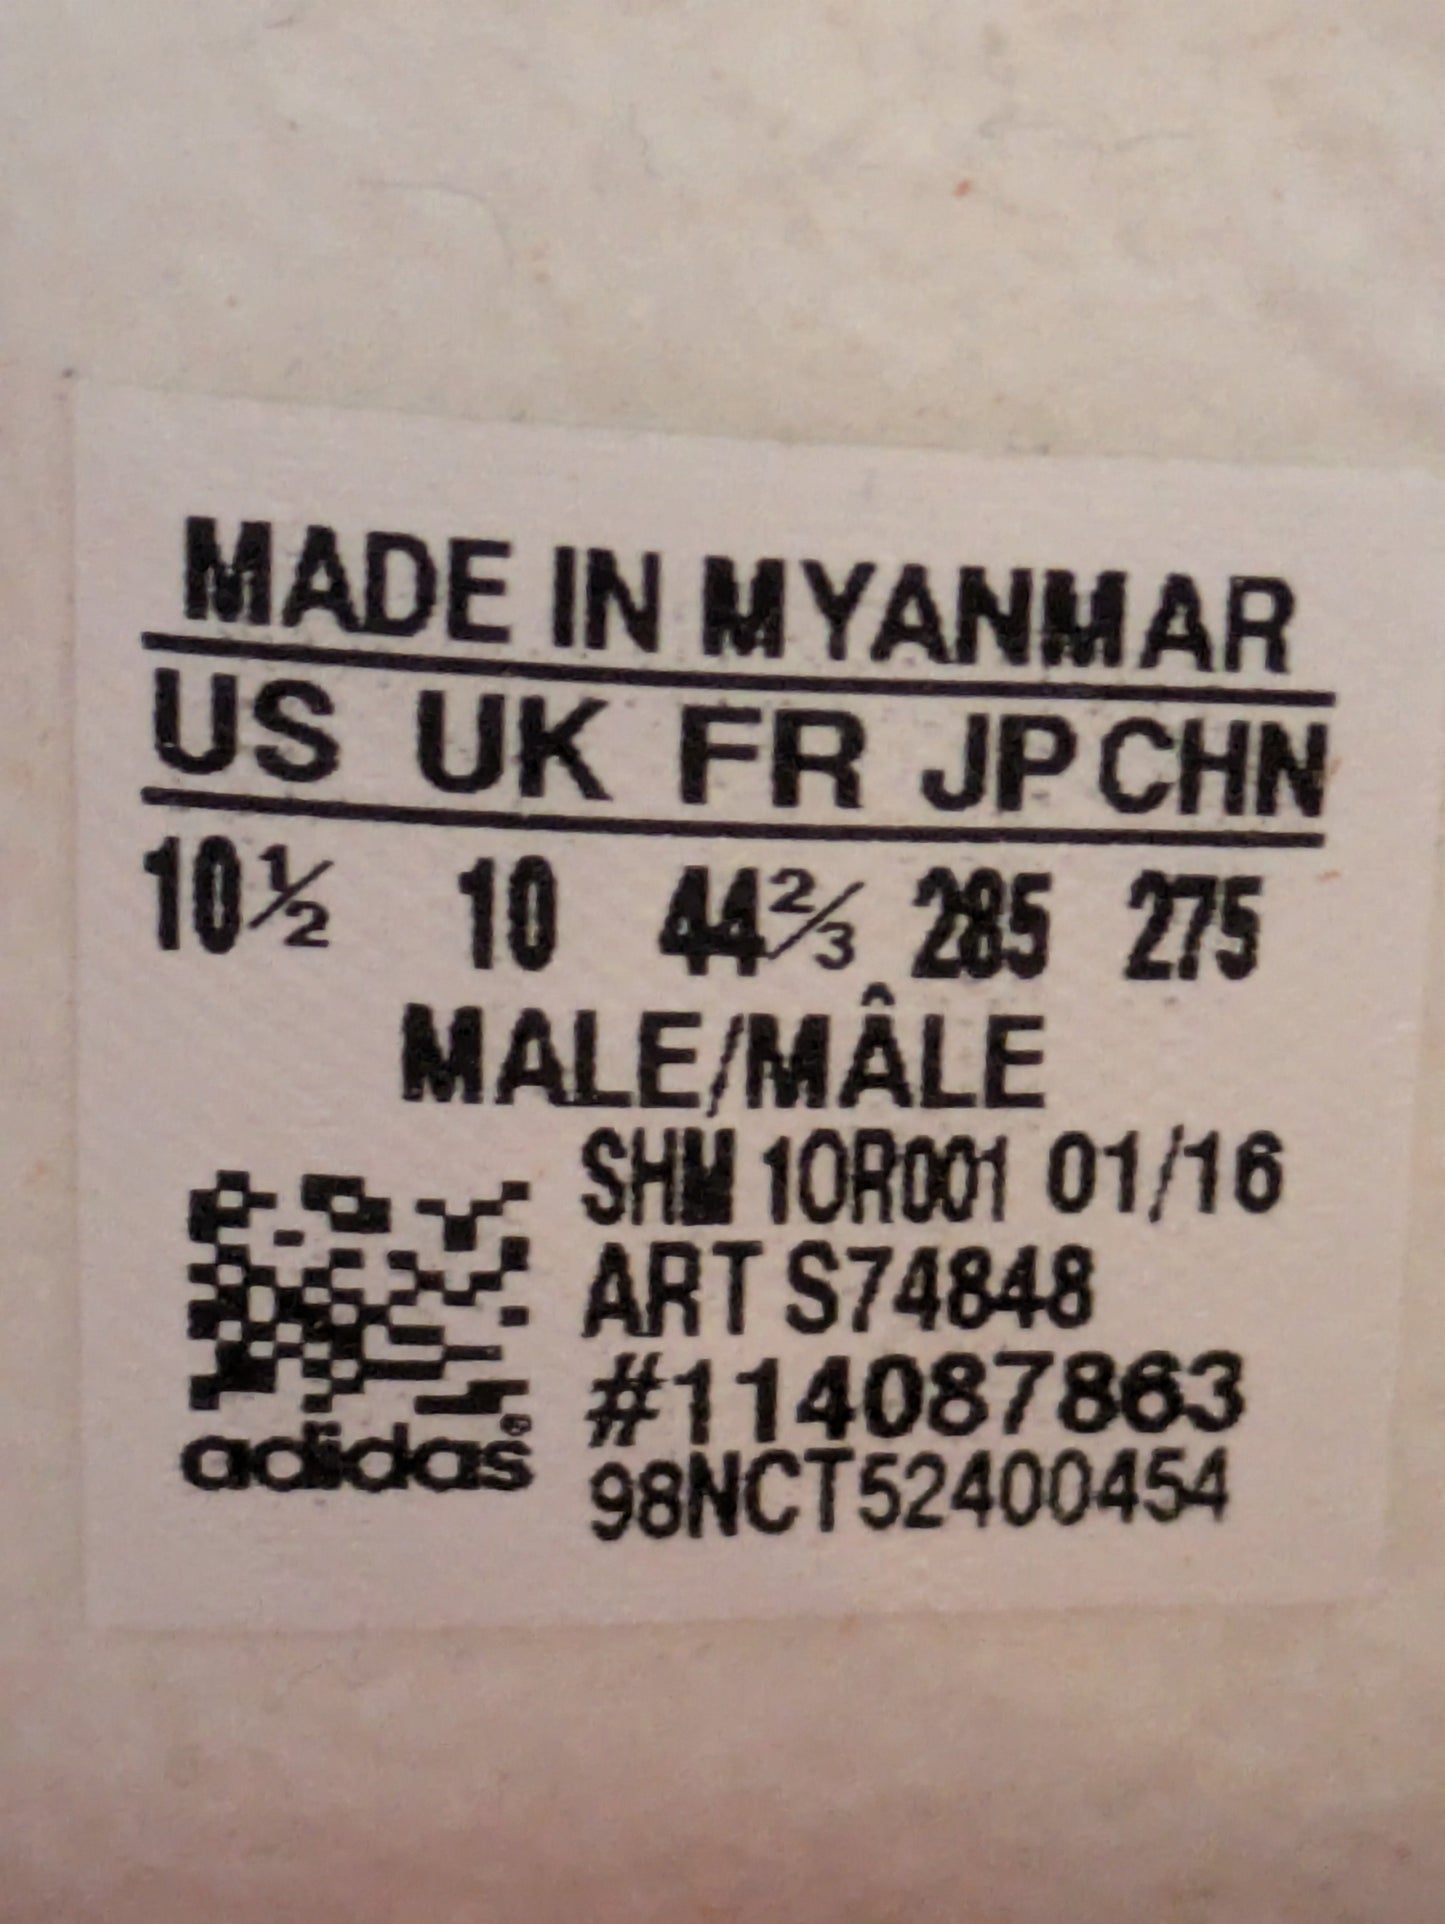 MADE IN MYANMAR
US UK FR JP CHN
10½ 10 44⅔ 285 275
MALE/MÂLE
SHM 10R001 01/16
ART S74848
#114087863
98NCT52400454
adidas®